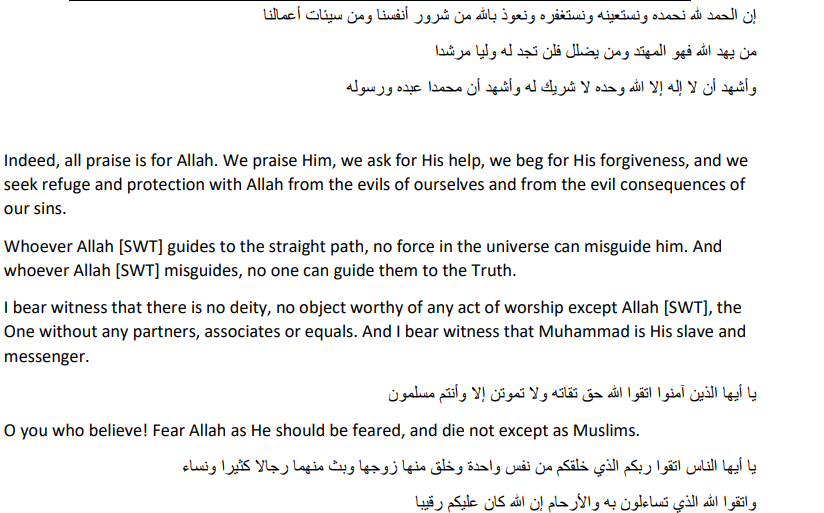 إن الحمد لله نحمده ونستعينه ونستغفره ونعوذ بالله من شرور أنفسنا ومن سيئات أعمالنا
من يهد الله فهو المهتد ومن يضلل فلن تجد له وليا مرشدا
وأشهد أن لا إله إلا الله وحده لا شريك له وأشهد أن محمدا عبده ورسوله
Indeed, all praise is for Allah. We praise Him, we ask for His help, we beg for His forgiveness, and we
seek refuge and protection with Allah from the evils of ourselves and from the evil consequences of
our sins.
Whoever Allah [SWT] guides to the straight path, no force in the universe can misguide him. And
whoever Allah [SWT] misguides, no one can guide them to the Truth.
I bear witness that there is no deity, no object worthy of any act of worship except Allah [SWT], the
One without any partners, associates or equals. And I bear witness that Muhammad is His slave and
messenger.
يا أيها الذين آمنوا اتقوا الله حق تقاته ولا تموتن إلا وأنتم مسلمون
O you who believe! Fear Allah as He should be feared, and die not except as Muslims.
يا أيها الناس اتقوا ربكم الذي خلقكم من نفس واحدة وخلق منها زوجها وبث منهما رجالا كثيرا ونساء
واتقوا الله الذي تساءلون به والأرحام إن الله كان عليكم رقيبا